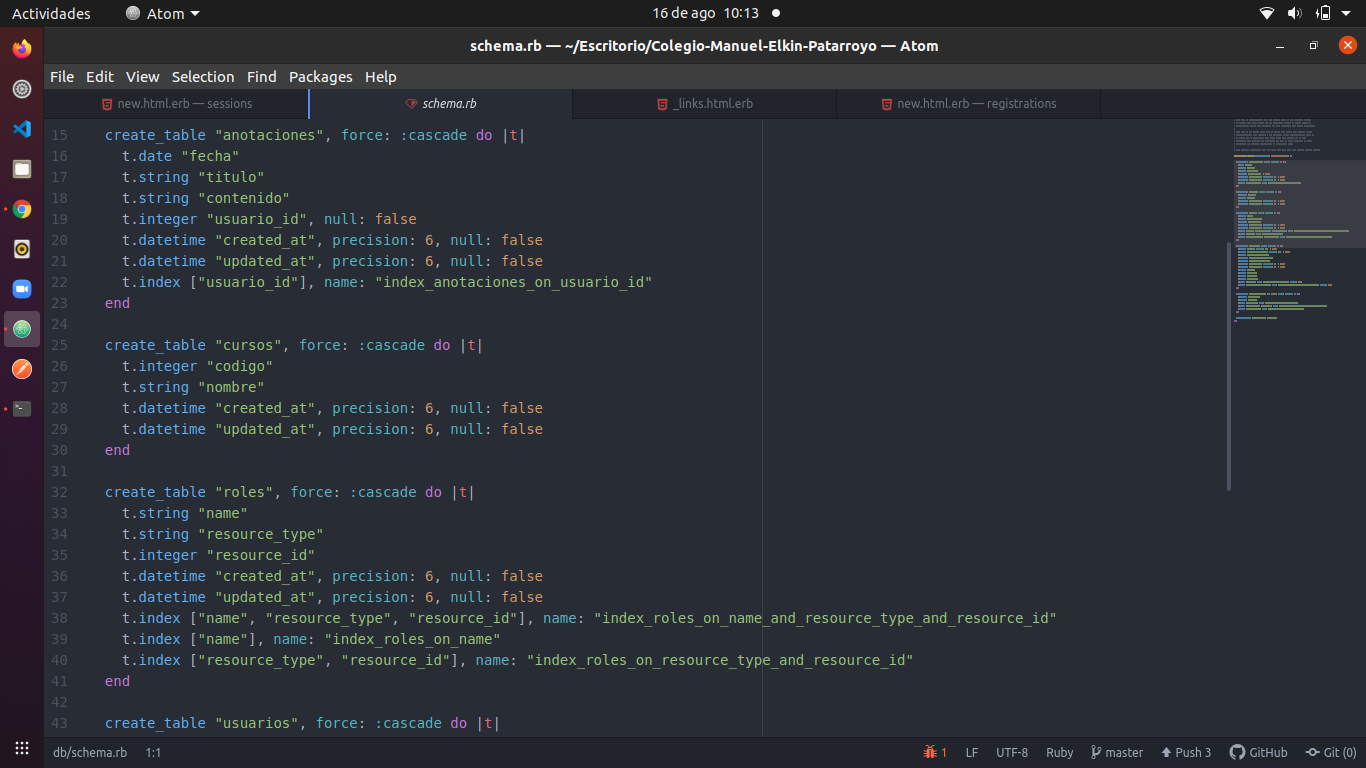 Actividades Atom 16 de ago 10:13
schema.rb — ~/Escritorio/Colegio-Manuel-Elkin-Patarroyo — Atom
File Edit View Selection Find Packages Help
new.html.erb — sessions schema.rb _links.html.erb new.html.erb — registrations
15 create_table "anotaciones", force: :cascade do |t|
16 t.date "fecha"
17 t.string "titulo"
18 t.string "contenido"
19 t.integer "usuario_id", null: false
20 t.datetime "created_at", precision: 6, null: false
21 t.datetime "updated_at", precision: 6, null: false
22 t.index ["usuario_id"], name: "index_anotaciones_on_usuario_id"
23 end
24
25 create_table "cursos", force: :cascade do |t|
26 t.integer "codigo"
27 t.string "nombre"
28 t.datetime "created_at", precision: 6, null: false
29 t.datetime "updated_at", precision: 6, null: false
30 end
31
32 create_table "roles", force: :cascade do |t|
33 t.string "name"
34 t.string "resource_type"
35 t.integer "resource_id"
36 t.datetime "created_at", precision: 6, null: false
37 t.datetime "updated_at", precision: 6, null: false
38 t.index ["name", "resource_type", "resource_id"], name: "index_roles_on_name_and_resource_type_and_resource_id"
39 t.index ["name"], name: "index_roles_on_name"
40 t.index ["resource_type", "resource_id"], name: "index_roles_on_resource_type_and_resource_id"
41 end
42
43 create_table "usuarios", force: :cascade do |t|
db/schema.rb 1:1 1 LF UTF-8 Ruby master Push 3 GitHub Git (0)